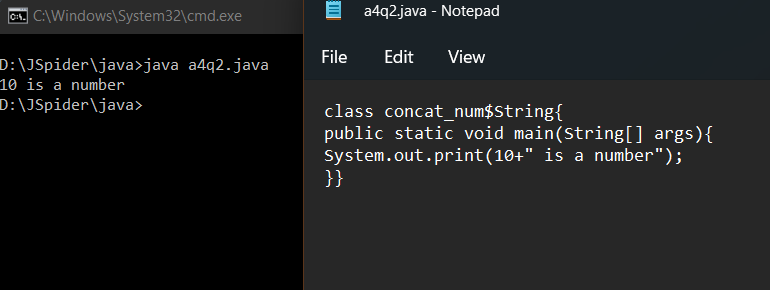 C:\Windows\System32\cmd.exe
D:\JSpider\java>java a4q2.java
10 is a number
D:\JSpider\java>
a4q2.java - Notepad
File Edit View
class concat_num$String{
public static void main(String[] args){
System.out.print(10+" is a number");
}}